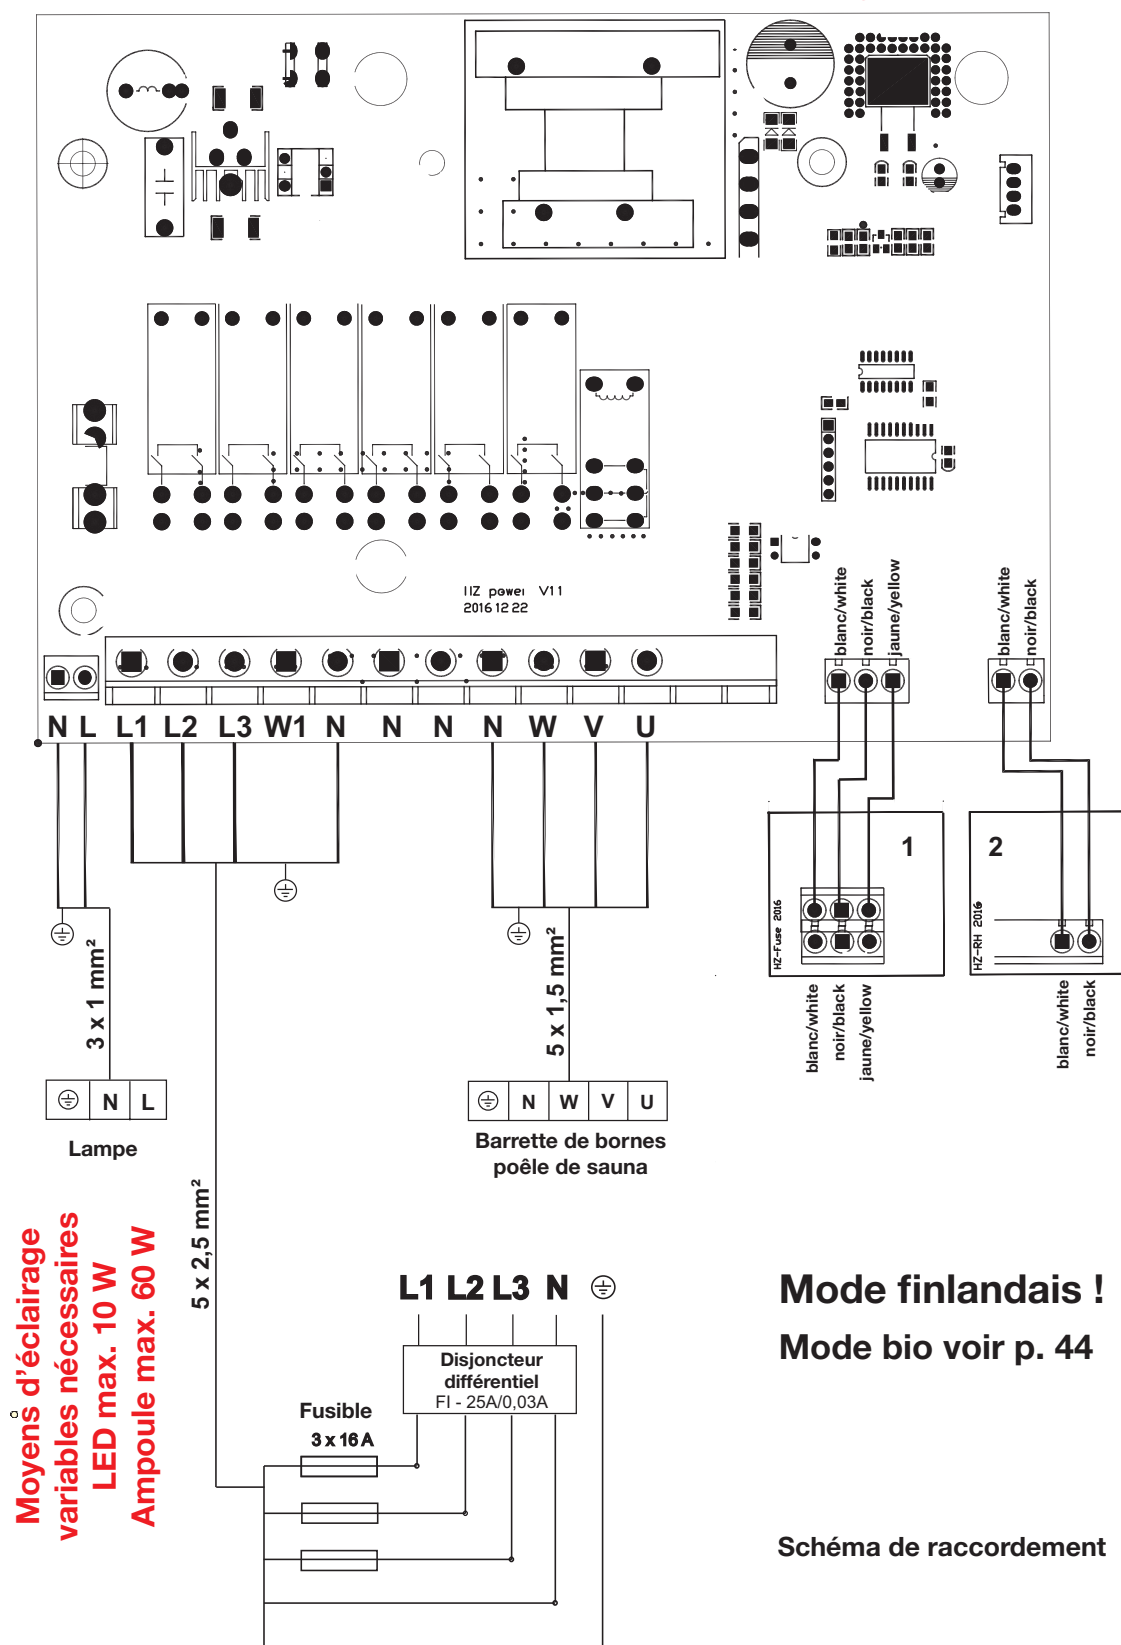 HZ power V11
2016 12 22
blanc/white
noir/black
jaune/yellow
blanc/white
noir/black
N L L1 L2 L3 W1 N N N N W V U
1
2
HZ-Fuse 2016
HZ-RH 2016
blanc/white
noir/black
jaune/yellow
blanc/white
noir/black
3 x 1 mm²
5 x 1,5 mm²
N L
Lampe
N W V U
Barrette de bornes
poêle de sauna
5 x 2,5 mm²
Moyens d'éclairage
variables nécessaires
LED max. 10 W
Ampoule max. 60 W
L1 L2 L3 N
Disjoncteur
différentiel
FI - 25A/0,03A
Fusible
3 x 16 A
Mode finlandais !
Mode bio voir p. 44
Schéma de raccordement